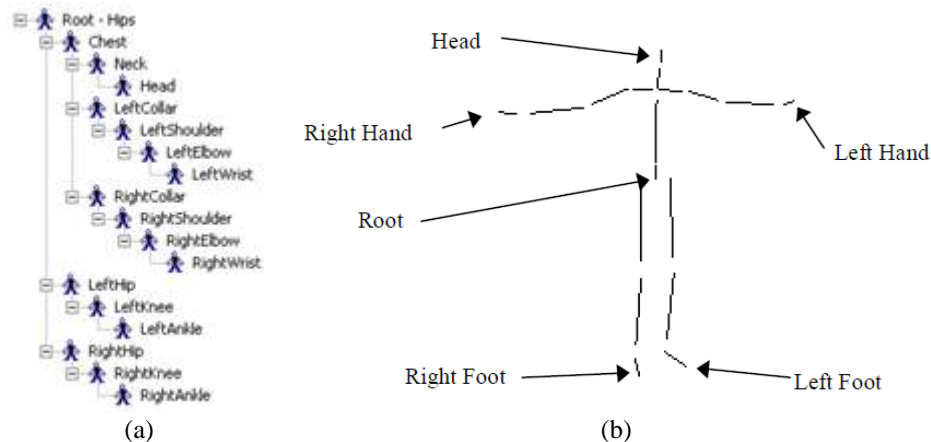 Root - Hips
Chest
Neck
Head
LeftCollar
LeftShoulder
LeftElbow
LeftWrist
RightCollar
RightShoulder
RightElbow
RightWrist
LeftHip
LeftKnee
LeftAnkle
RightHip
RightKnee
RightAnkle
(a)
Head
Right Hand
Left Hand
Root
Right Foot
Left Foot
(b)